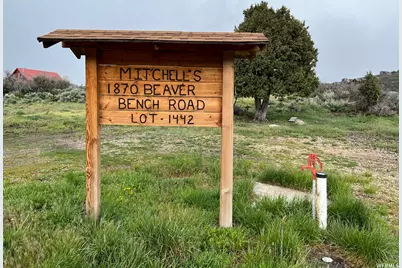 MITCHELL'S
1870 BEAVER
BENCH ROAD
LOT - 1442